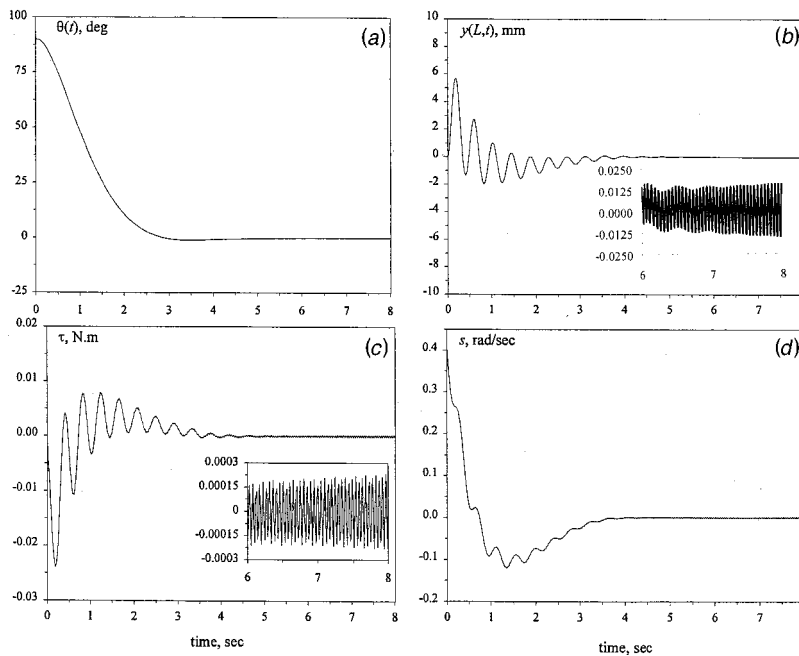 θ(t), deg
(a)
100
75
50
25
0
25
0 1 2 3 4 5 6 7 8
y(L,t), mm
(b)
10
8
6
4
2
0
-2
-4
-6
-8
-10
0 1 2 3 4 5 6 7
0.0250
0.0125
0.0000
-0.0125
-0.0250
6 7 8
τ, N.m
(c)
0.02
0.01
0.00
-0.01
-0.02
-0.03
0 1 2 3 4 5 6 7 8
0.0003
0.00015
0
-0.00015
-0.0003
6 7 8
time, sec
s, rad/sec
(d)
0.4
0.3
0.2
0.1
0.0
-0.1
-0.2
0 1 2 3 4 5 6 7
time, sec